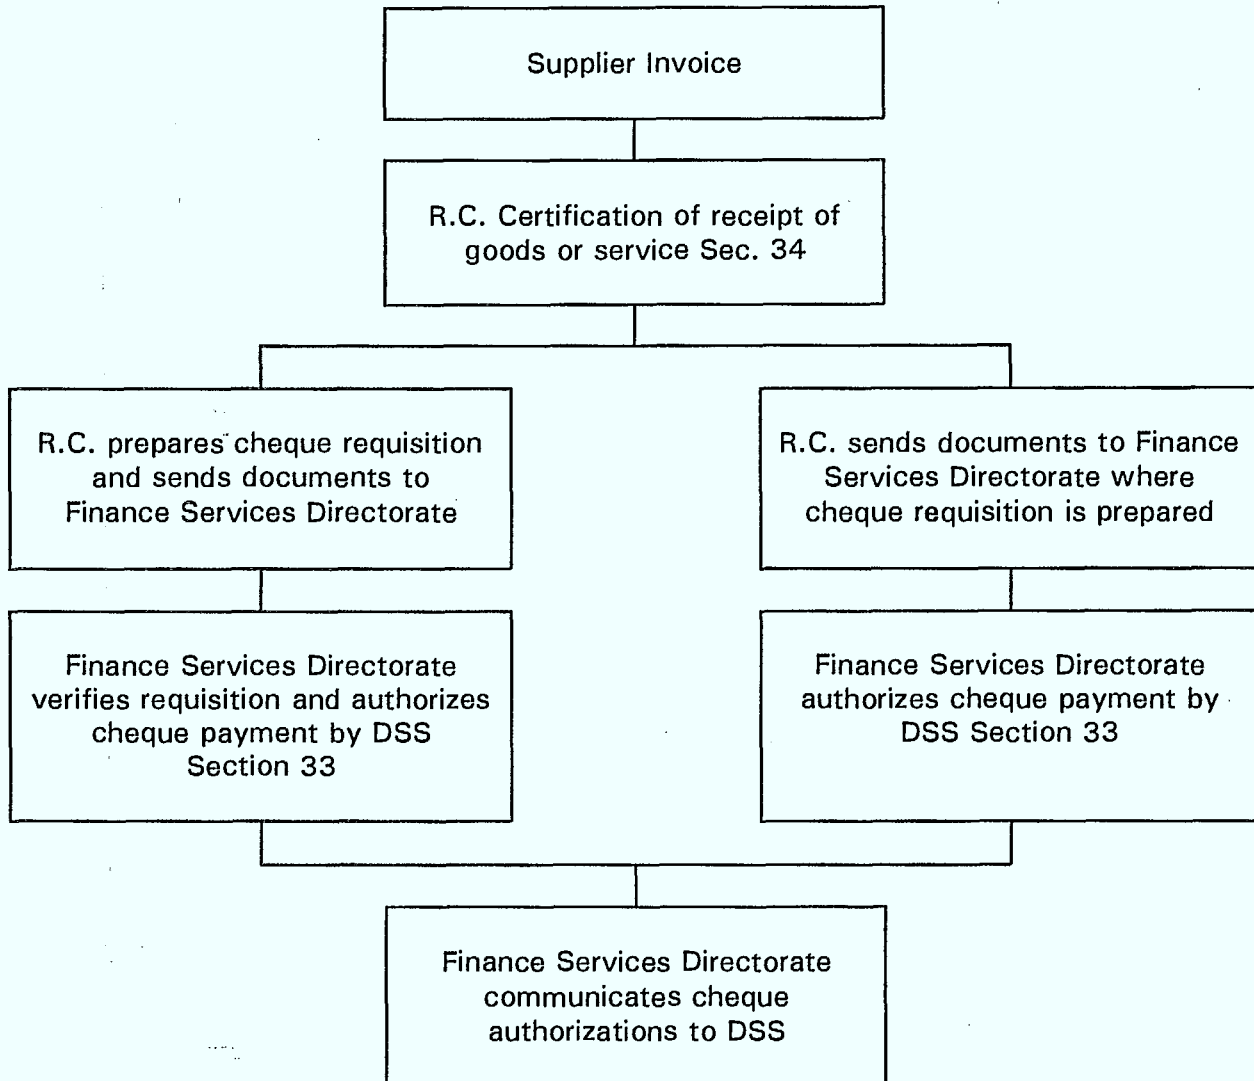 Supplier Invoice
R.C. Certification of receipt of
goods or service Sec. 34
R.C. prepares cheque requisition
and sends documents to
Finance Services Directorate
R.C. sends documents to Finance
Services Directorate where
cheque requisition is prepared
Finance Services Directorate
verifies requisition and authorizes
cheque payment by DSS
Section 33
Finance Services Directorate
authorizes cheque payment by
DSS Section 33
Finance Services Directorate
communicates cheque
authorizations to DSS